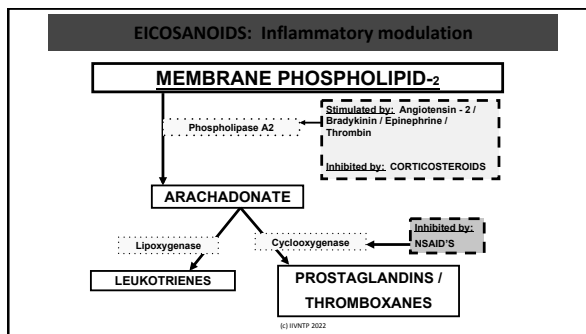 EICOSANOIDS: Inflammatory modulation
MEMBRANE PHOSPHOLIPID-2
Stimulated by: Angiotensin - 2 /
Bradykinin / Epinephrine /
Thrombin
Inhibited by: CORTICOSTEROIDS
Phospholipase A2
ARACHADONATE
Lipoxygenase
Cyclooxygenase
Inhibited by:
NSAID'S
LEUKOTRIENES
PROSTAGLANDINS /
THROMBOXANES
(c) IIVNTP 2022